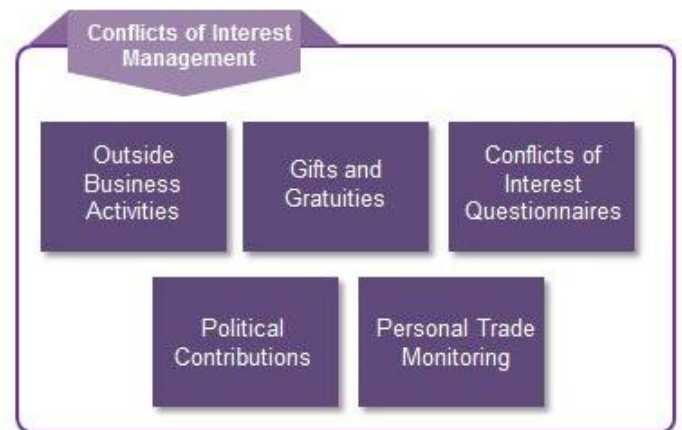 Conflicts of Interest
Management
Outside
Business
Activities
Gifts and
Gratuities
Conflicts of
Interest
Questionnaires
Political
Contributions
Personal Trade
Monitoring